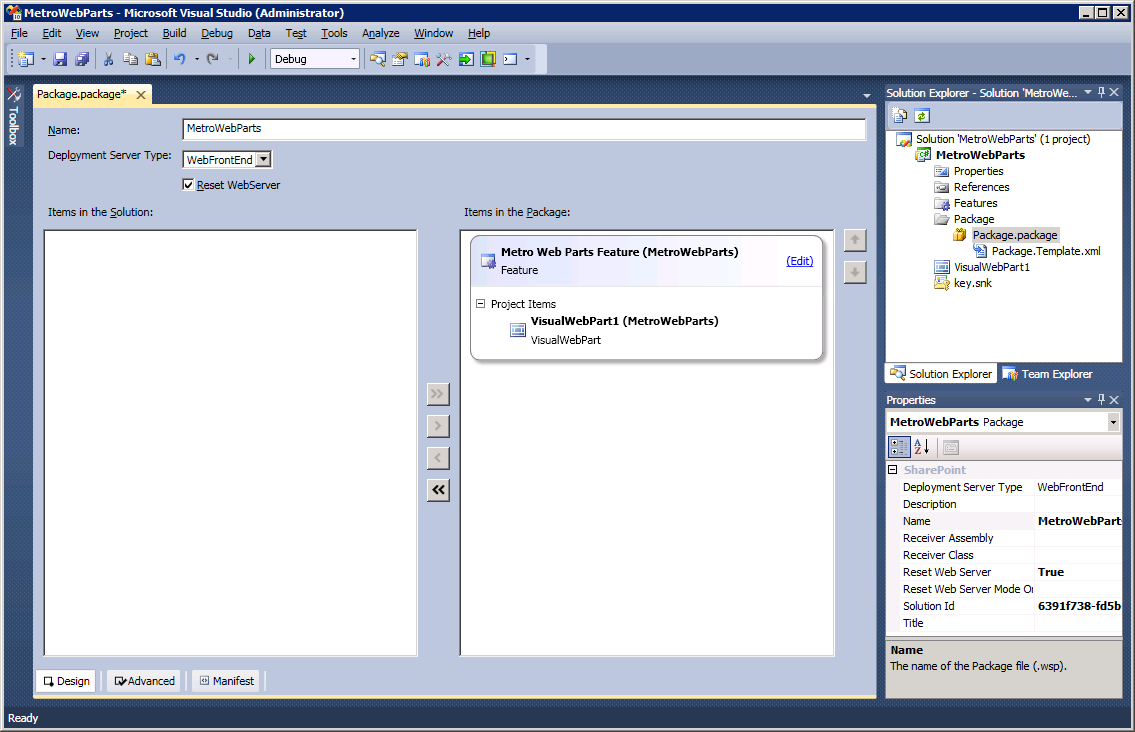 MetroWebParts - Microsoft Visual Studio (Administrator)
File Edit View Project Build Debug Data Test Tools Analyze Window Help
Debug
Toolbox
Package.package*
Name:
MetroWebParts
Deployment Server Type:
WebFrontEnd
Reset WebServer
Items in the Solution:
Items in the Package:
Metro Web Parts Feature (MetroWebParts)
Feature
(Edit)
Project Items
VisualWebPart1 (MetroWebParts)
VisualWebPart
Design
Advanced
Manifest
Solution Explorer - Solution 'MetroWe...
Solution 'MetroWebParts' (1 project)
MetroWebParts
Properties
References
Features
Package
Package.package
Package.Template.xml
VisualWebPart1
key.snk
Solution Explorer
Team Explorer
Properties
MetroWebParts Package
SharePoint
Deployment Server Type WebFrontEnd
Description
Name MetroWebPart
Receiver Assembly
Receiver Class
Reset Web Server True
Reset Web Server Mode Or
Solution Id 6391f738-fd5b
Title
Name
The name of the Package file (.wsp).
Ready